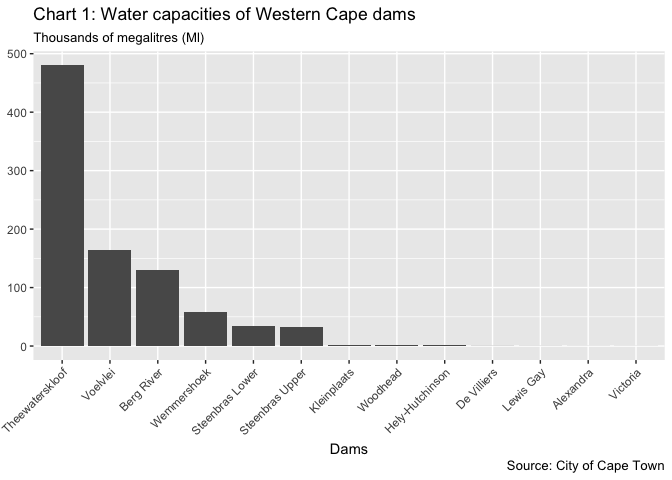 Chart 1: Water capacities of Western Cape dams
Thousands of megalitres (Ml)
500
400
300
200
100
0
Theewaterskloof
Voelvlei
Berg River
Wemmershoek
Steenbras Lower
Steenbras Upper
Kleinplaats
Woodhead
Hely-Hutchinson
De Villiers
Lewis Gay
Alexandra
Victoria
Dams
Source: City of Cape Town